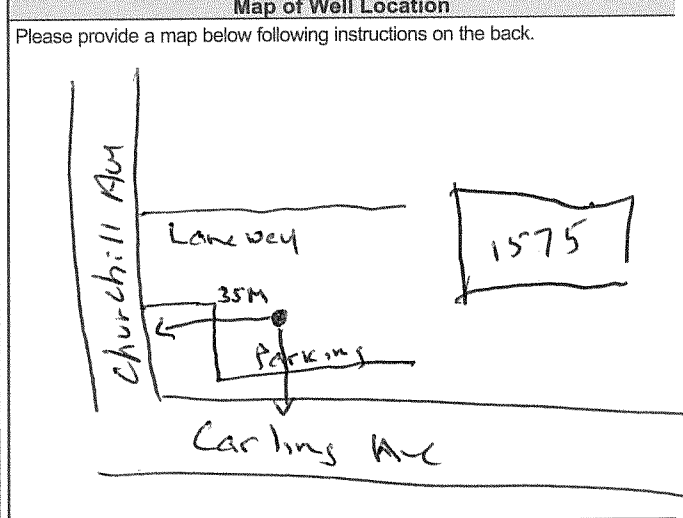 Map of Well Location
Please provide a map below following instructions on the back.
Churchill Ave
Laneway
1575
35M
Parking
Carling Ave